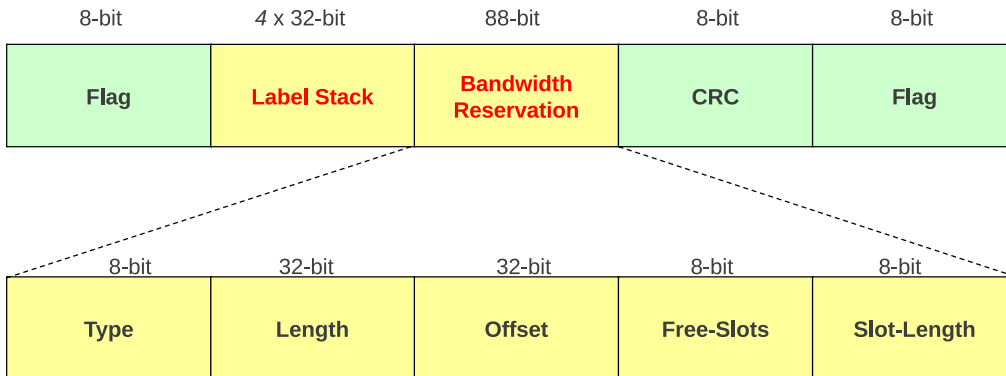 8-bit 4 x 32-bit 88-bit 8-bit 8-bit
Flag Label Stack Bandwidth Reservation CRC Flag
8-bit 32-bit 32-bit 8-bit 8-bit
Type Length Offset Free-Slots Slot-Length